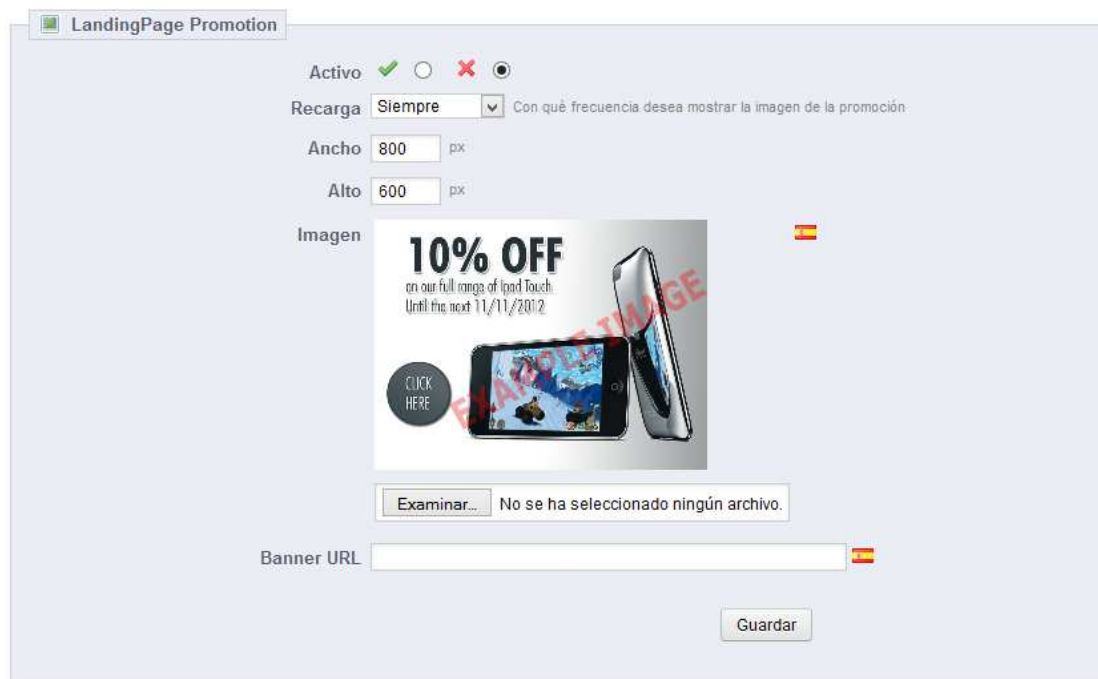 LandingPage Promotion
Activo
Recarga Siempre Con qué frecuencia desea mostrar la imagen de la promoción
Ancho 800 px
Alto 600 px
Imagen
10% OFF
on our full range of Ipod Touch
Until the next 11/11/2012
EXAMPLE IMAGE
CLICK
HERE
Examinar... No se ha seleccionado ningún archivo.
Banner URL
Guardar